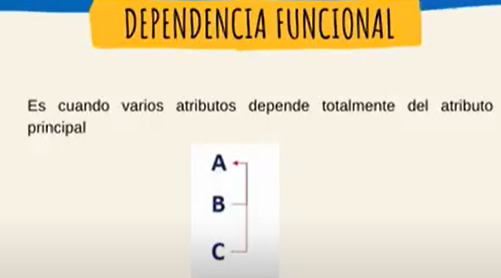 DEPENDENCIA FUNCIONAL
Es cuando varios atributos depende totalmente del atributo
principal
A
B
C